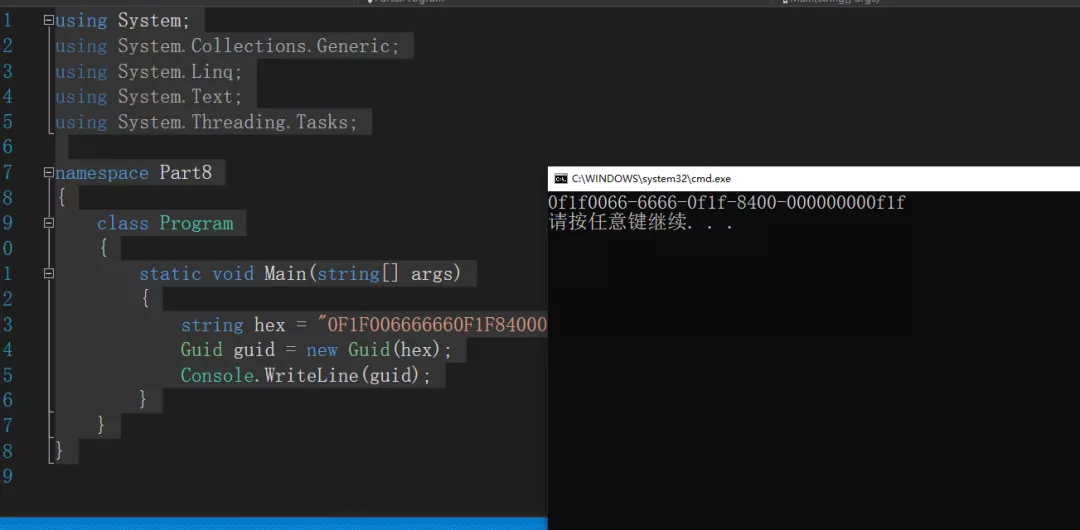 1 using System;
2 using System.Collections.Generic;
3 using System.Linq;
4 using System.Text;
5 using System.Threading.Tasks;
6
7 namespace Part8
8 {
9 class Program
0 {
1 static void Main(string[] args)
2 {
3 string hex = "0F1F006666660F1F84000
4 Guid guid = new Guid(hex);
5 Console.WriteLine(guid);
6 }
7 }
8 }
9
C:\WINDOWS\system32\cmd.exe
0f1f0066-6666-0f1f-8400-000000000f1f
请按任意键继续. . .